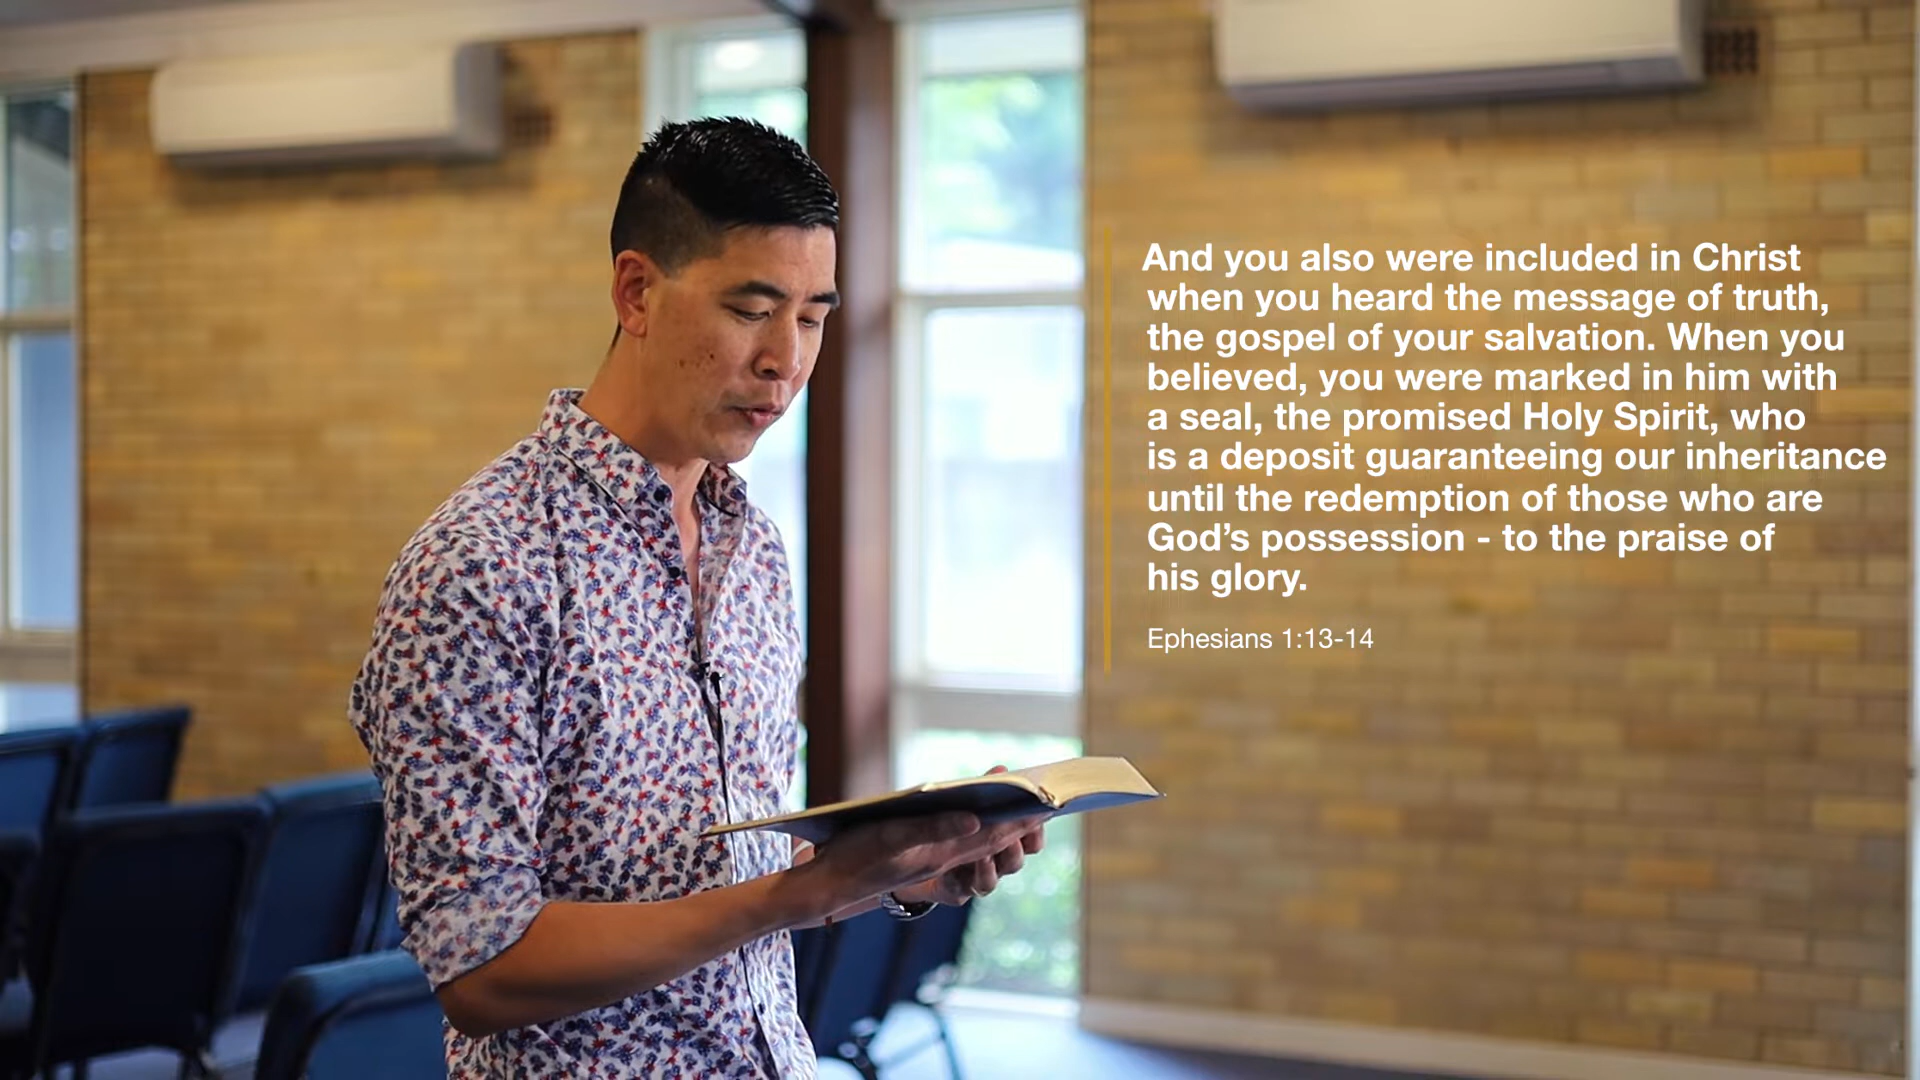 And you also were included in Christ
when you heard the message of truth,
the gospel of your salvation. When you
believed, you were marked in him with
a seal, the promised Holy Spirit, who
is a deposit guaranteeing our inheritance
until the redemption of those who are
God’s possession - to the praise of
his glory.
Ephesians 1:13-14